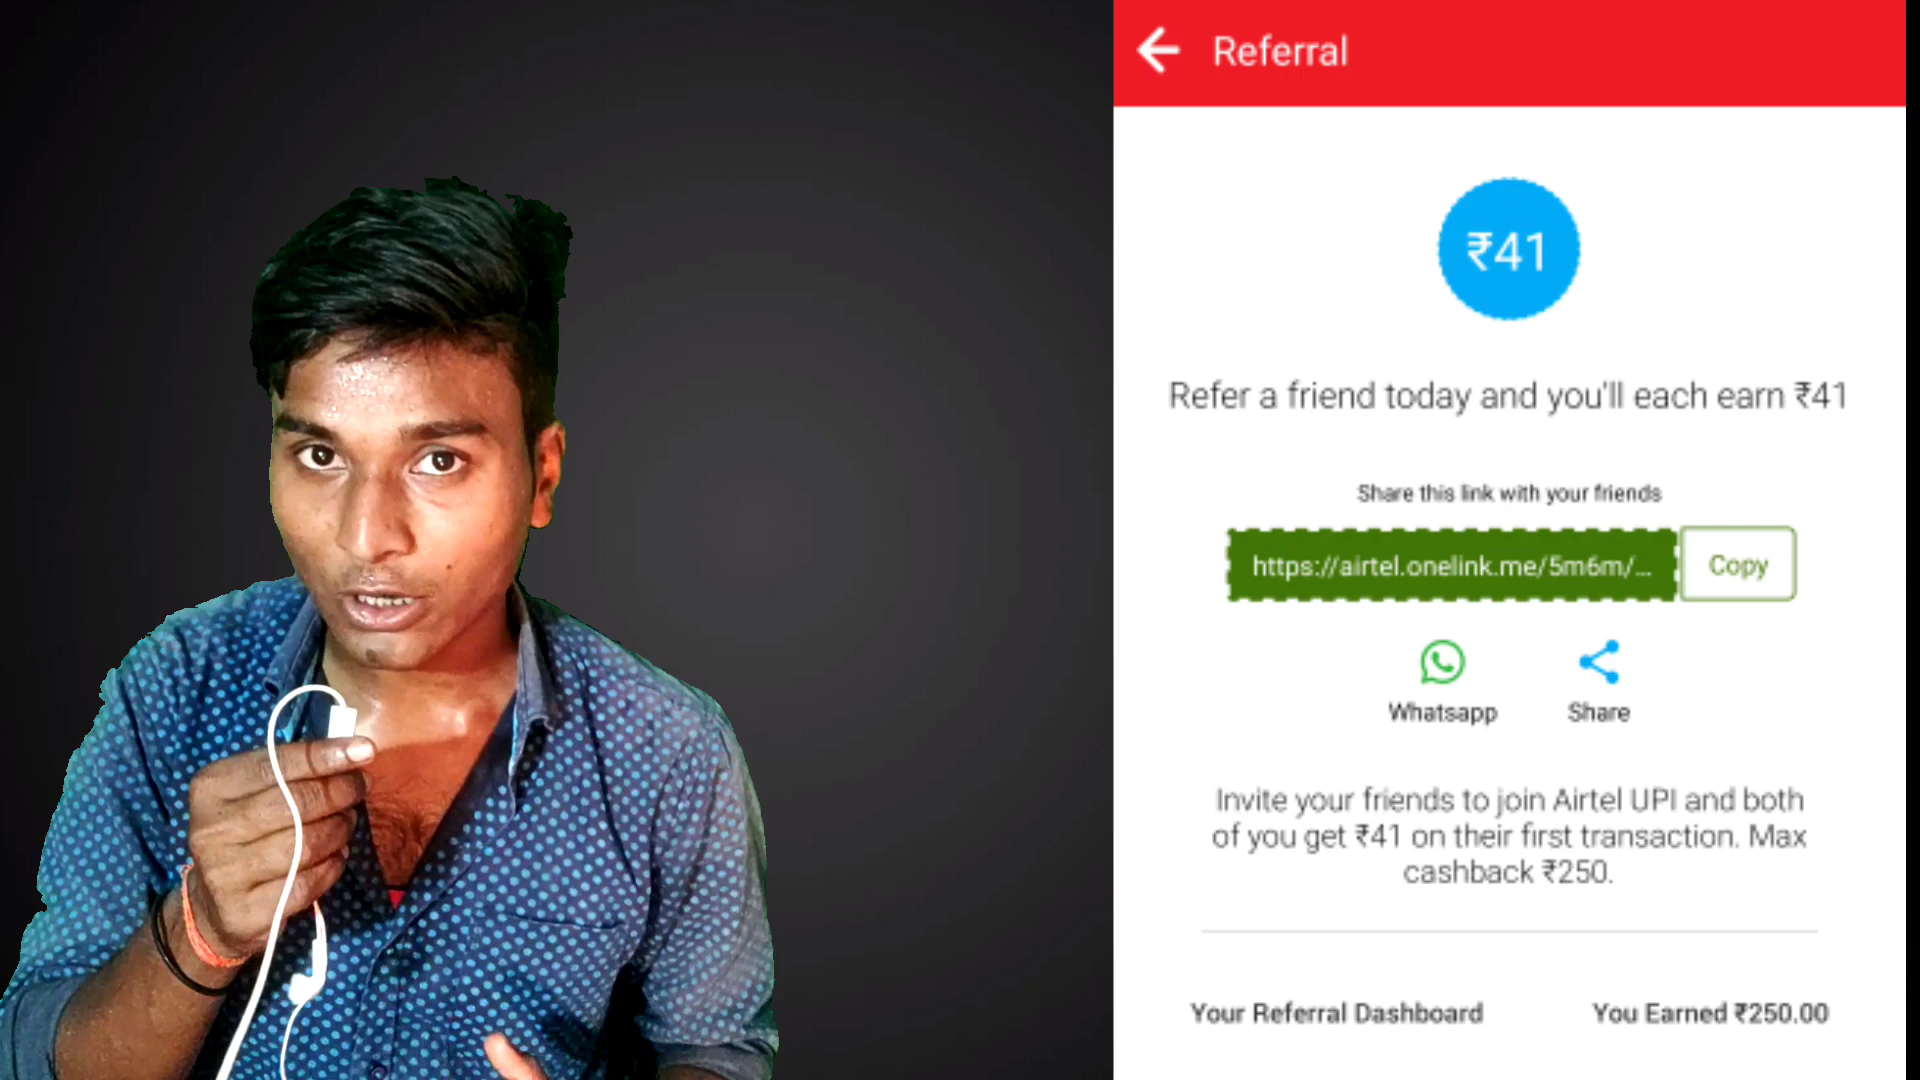 Referral
₹41
Refer a friend today and you'll each earn ₹41
Share this link with your friends
https://airtel.onelink.me/5m6m/...
Copy
Whatsapp
Share
Invite your friends to join Airtel UPI and both
of you get ₹41 on their first transaction. Max
cashback ₹250.
Your Referral Dashboard
You Earned ₹250.00